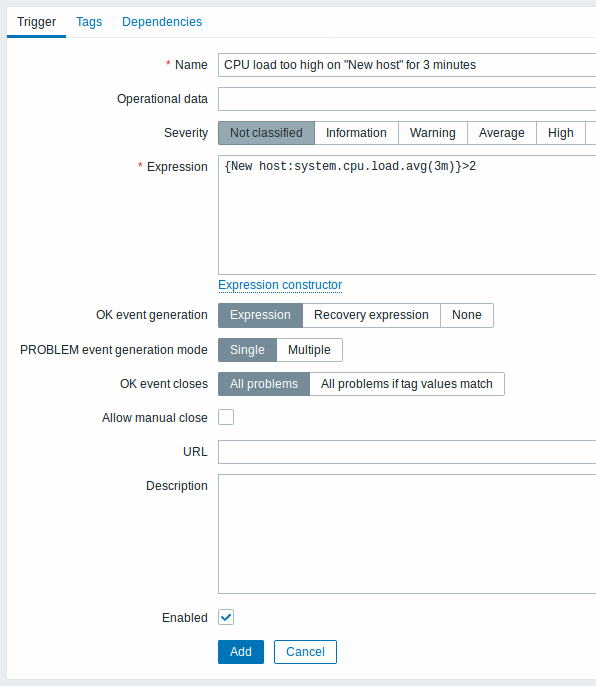 Trigger Tags Dependencies
* Name CPU load too high on "New host" for 3 minutes
Operational data
Severity Not classified Information Warning Average High
* Expression {New host:system.cpu.load.avg(3m)}>2
Expression constructor
OK event generation Expression Recovery expression None
PROBLEM event generation mode Single Multiple
OK event closes All problems All problems if tag values match
Allow manual close
URL
Description
Enabled
Add Cancel